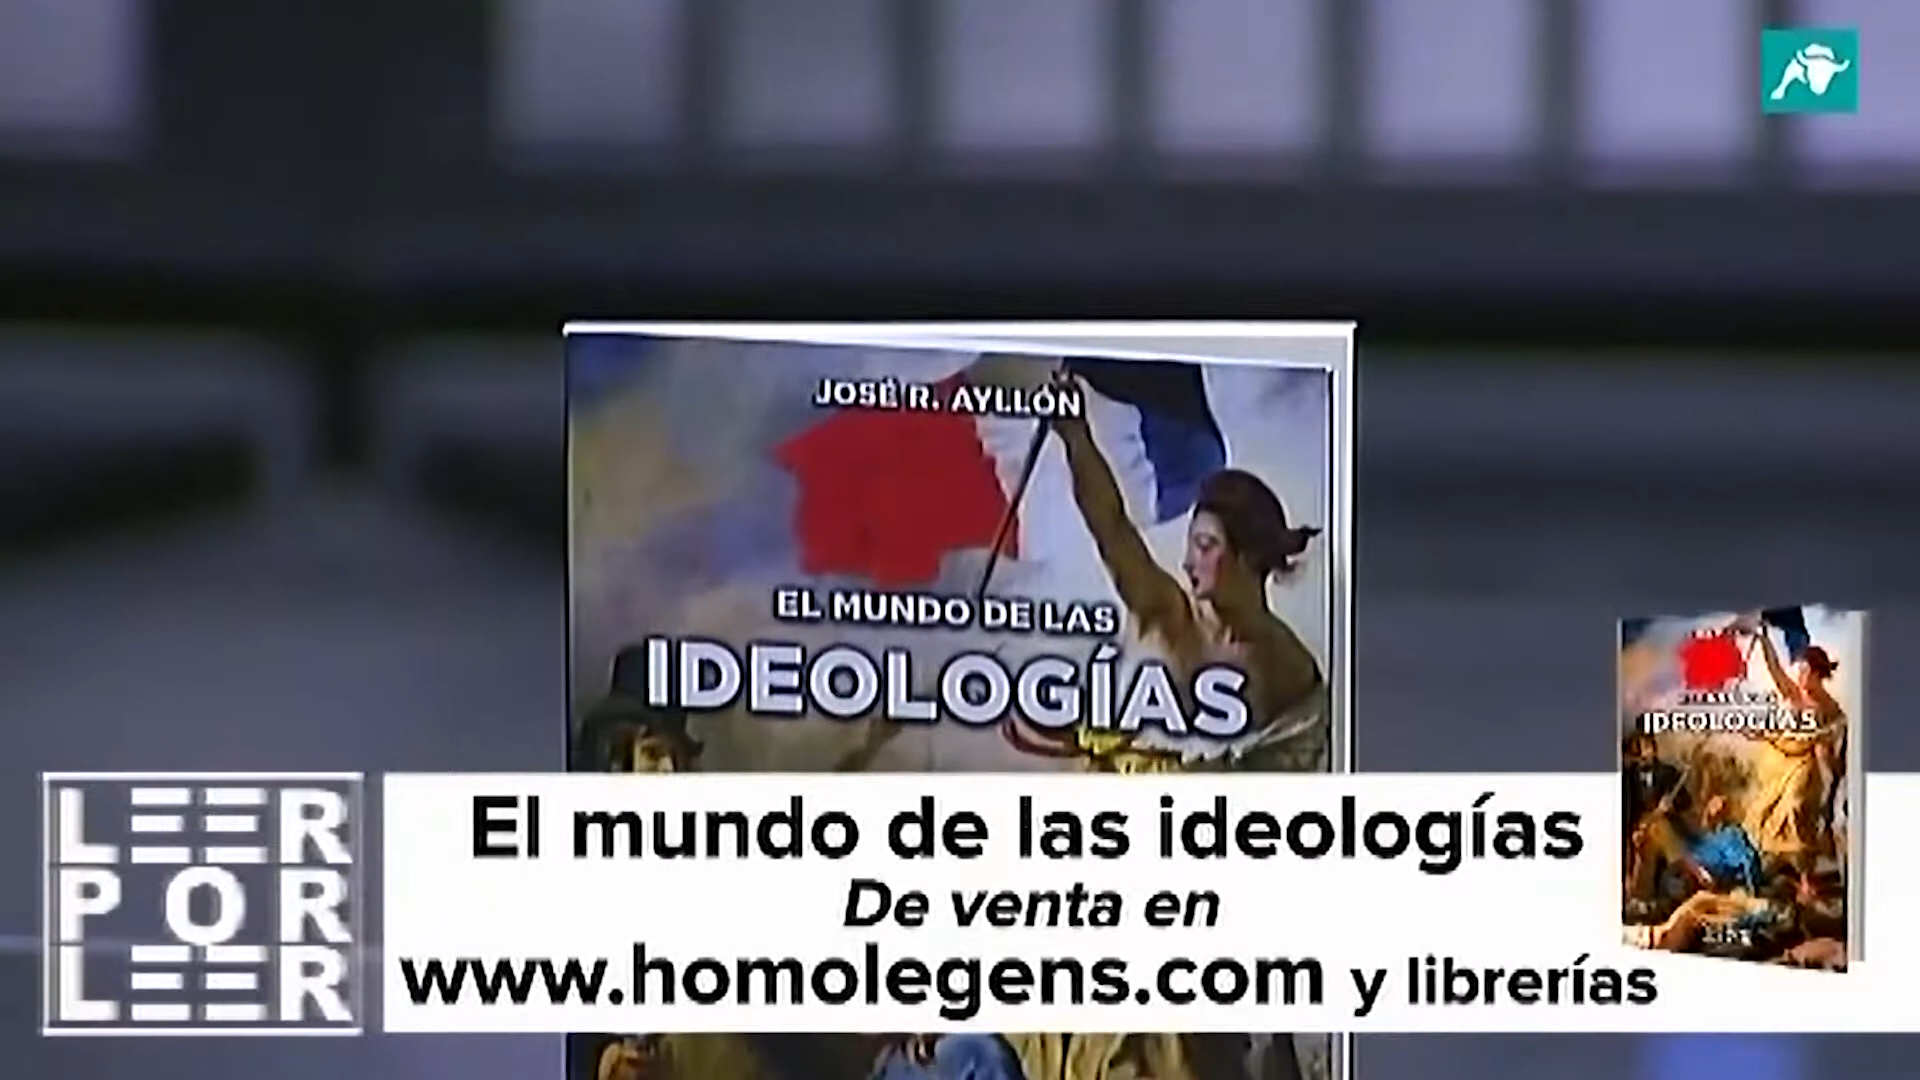 JOSÉ R. AYLLÓN
EL MUNDO DE LAS
IDEOLOGÍAS
IDEOLOGÍAS
LEER
POR
LEER
El mundo de las ideologías
De venta en
www.homolegens.com y librerías